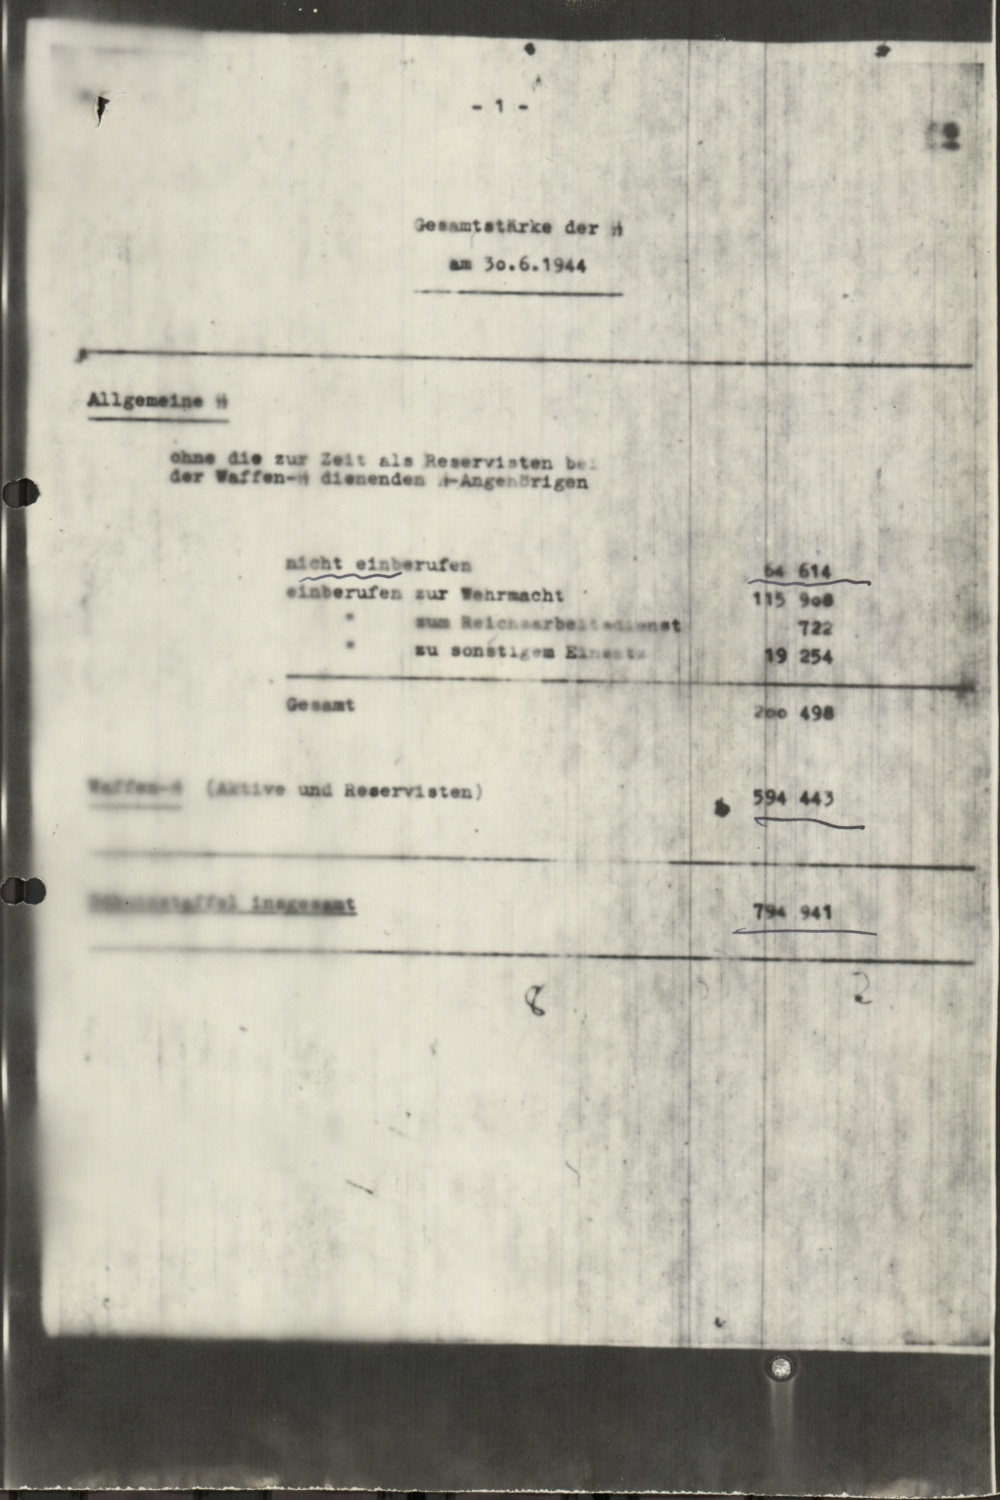 - 1 -
Gesamtstärke der ᛋᛋ
am 3o.6.1944
Allgemeine ᛋᛋ
ohne die zur Zeit als Reservisten bei
der Waffen-ᛋᛋ dienenden ᛋᛋ-Angehörigen
nicht einberufen 64 614
einberufen zur Wehrmacht 115 9o8
" zum Reichsarbeitsdienst 722
" zu sonstigem Einsatz 19 254
Gesamt 2oo 498
Waffen-ᛋᛋ (Aktive und Reservisten) 594 443
Schutzstaffel insgesamt 794 941
8 2